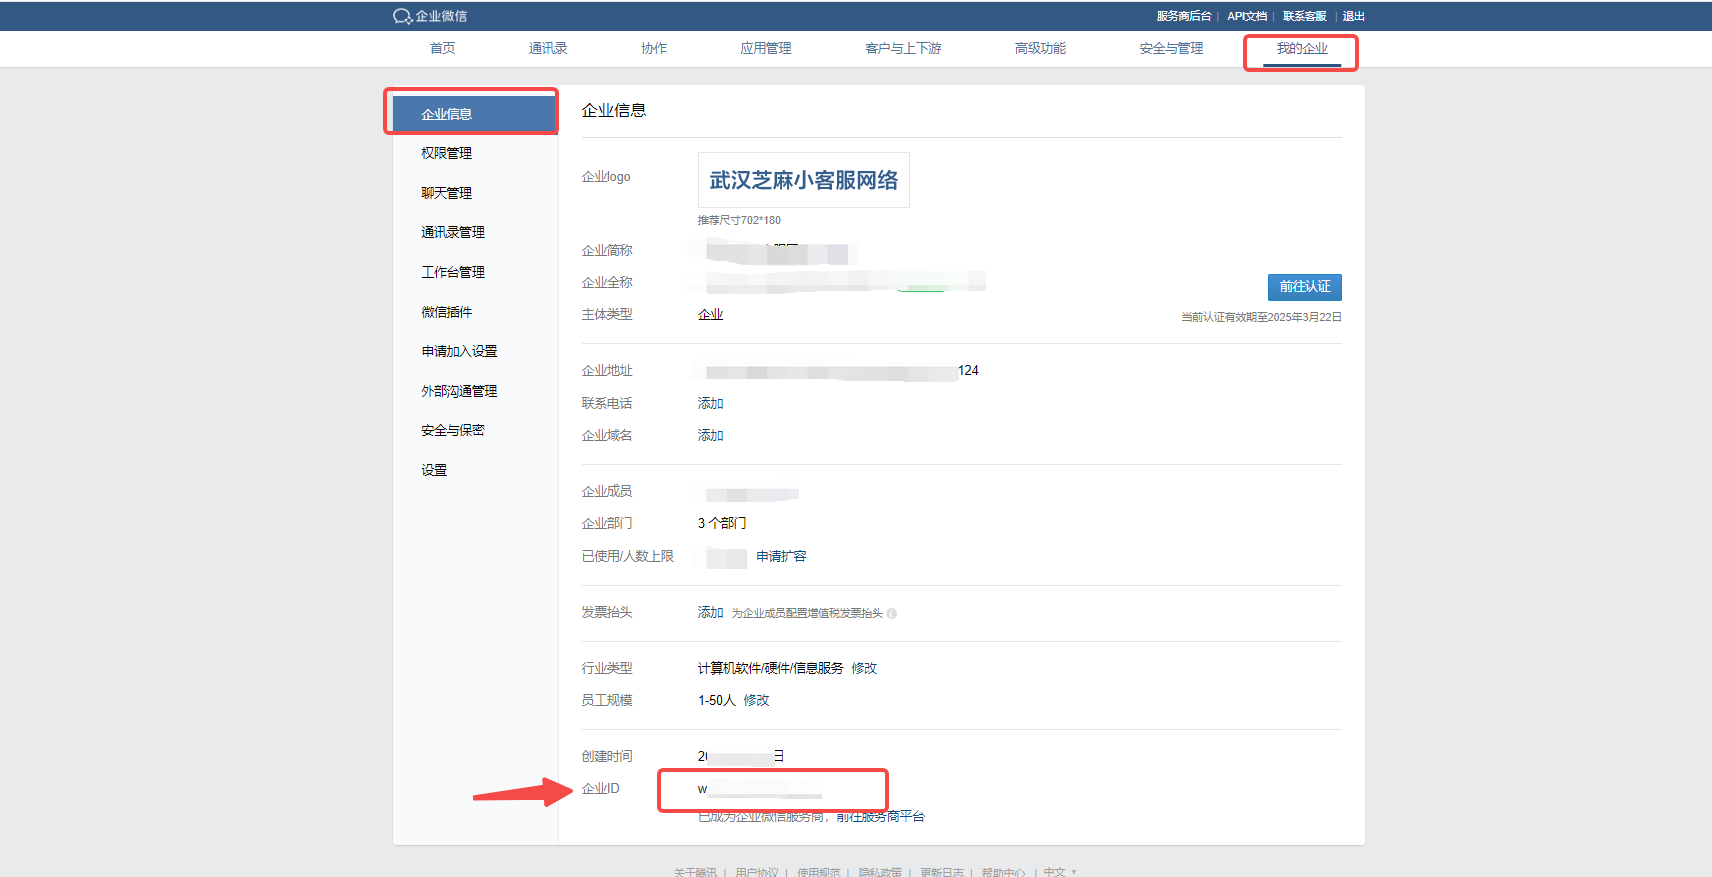 企业微信
服务商后台 | API文档 | 联系客服 | 退出
首页 通讯录 协作 应用管理 客户与上下游 高级功能 安全与管理 我的企业
企业信息
权限管理
聊天管理
通讯录管理
工作台管理
微信插件
申请加入设置
外部沟通管理
安全与保密
设置
企业信息
企业logo
武汉芝麻小客服网络
推荐尺寸702*180
企业简称
企业全称
前往认证
主体类型 企业
当前认证有效期至2025年3月22日
企业地址 124
联系电话 添加
企业域名 添加
企业成员
企业部门 3 个部门
已使用/人数上限 申请扩容
发票抬头 添加 为企业成员配置增值税发票抬头
行业类型 计算机软件/硬件/信息服务 修改
员工规模 1-50人 修改
创建时间 日
企业ID w
已成为企业微信服务商，前往服务商平台
关于腾讯 | 用户协议 | 使用规范 | 隐私政策 | 更新日志 | 帮助中心 | 中文